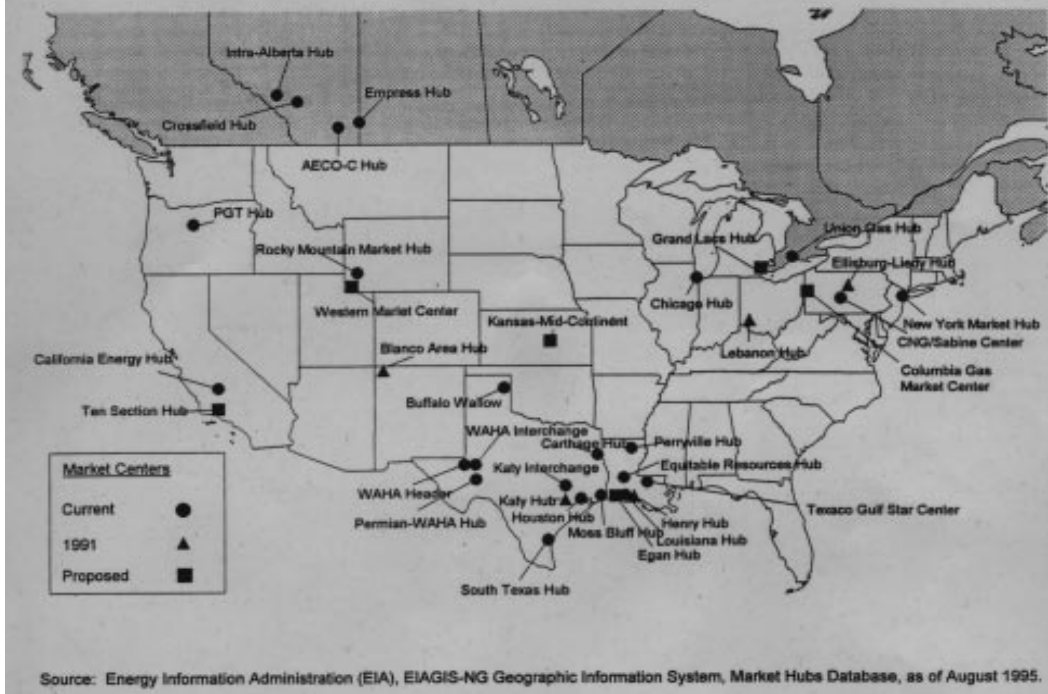 Intra-Alberta Hub
Empress Hub
Crossfield Hub
AECO-C Hub
PGT Hub
Rocky Mountain Market Hub
Union Gas Hub
Grand Lacs Hub
Ellisburg-Liedy Hub
Western Market Center
Chicago Hub
Kansas-Mid-Continent
New York Market Hub
CNG/Sabine Center
California Energy Hub
Blanco Area Hub
Lebanon Hub
Columbia Gas
Market Center
Ten Section Hub
Buffalo Wallow
WAHA Interchange
Carthage Hub
Perryville Hub
Market Centers
Katy Interchange
Equitable Resources Hub
WAHA Header
Katy Hub
Current
Permian-WAHA Hub
Houston Hub
Henry Hub
Texaco Gulf Star Center
Moss Bluff Hub
Louisiana Hub
1991
Egan Hub
Proposed
South Texas Hub
Source: Energy Information Administration (EIA), EIAGIS-NG Geographic Information System, Market Hubs Database, as of August 1995.